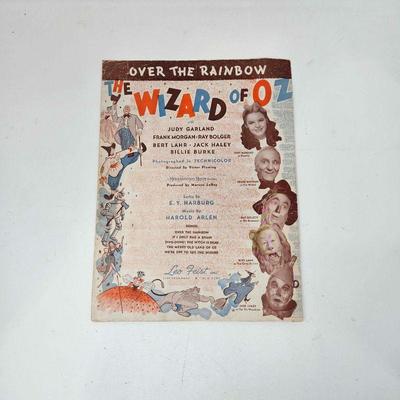 OVER THE RAINBOW
THE WIZARD OF OZ
JUDY GARLAND
FRANK MORGAN · RAY BOLGER
BERT LAHR · JACK HALEY
BILLIE BURKE
Photographed in TECHNICOLOR
Directed by Victor Fleming
Produced by Mervyn LeRoy
Lyrics by
E. Y. HARBURG
Music by
HAROLD ARLEN
SONGS
OVER THE RAINBOW
IF I ONLY HAD A BRAIN
DING-DONG! THE WITCH IS DEAD
THE MERRY OLD LAND OF OZ
WE'RE OFF TO SEE THE WIZARD
Leo Feist inc.